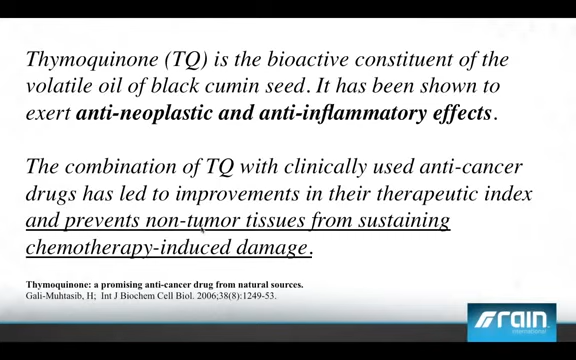 Thymoquinone (TQ) is the bioactive constituent of the
volatile oil of black cumin seed. It has been shown to
exert anti-neoplastic and anti-inflammatory effects.
The combination of TQ with clinically used anti-cancer
drugs has led to improvements in their therapeutic index
and prevents non-tumor tissues from sustaining
chemotherapy-induced damage.
Thymoquinone: a promising anti-cancer drug from natural sources.
Gali-Muhtasib, H; Int J Biochem Cell Biol. 2006;38(8):1249-53.
rain
international